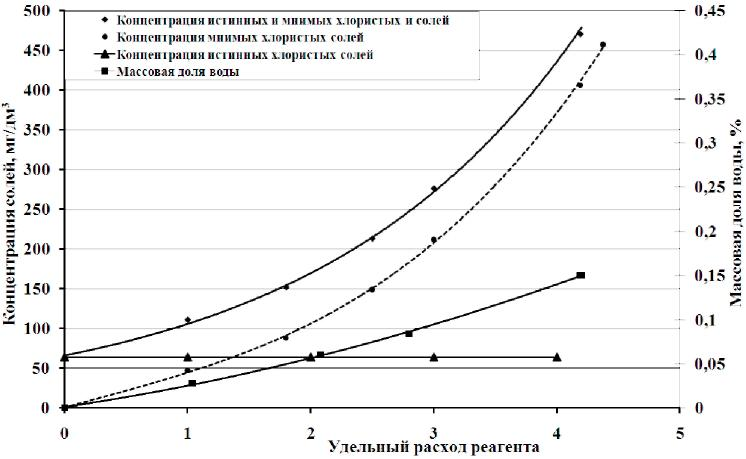 Концентрация солей, мг/дм³
500
450
400
350
300
250
200
150
100
50
0
Концентрация истинных и мнимых хлористых и солей
Концентрация мнимых хлористых солей
Концентрация истинных хлористых солей
Массовая доля воды
0,45
0,4
0,35
0,3
0,25
0,2
0,15
0,1
0,05
0
Массовая доля воды, %
0 1 2 3 4 5
Удельный расход реагента